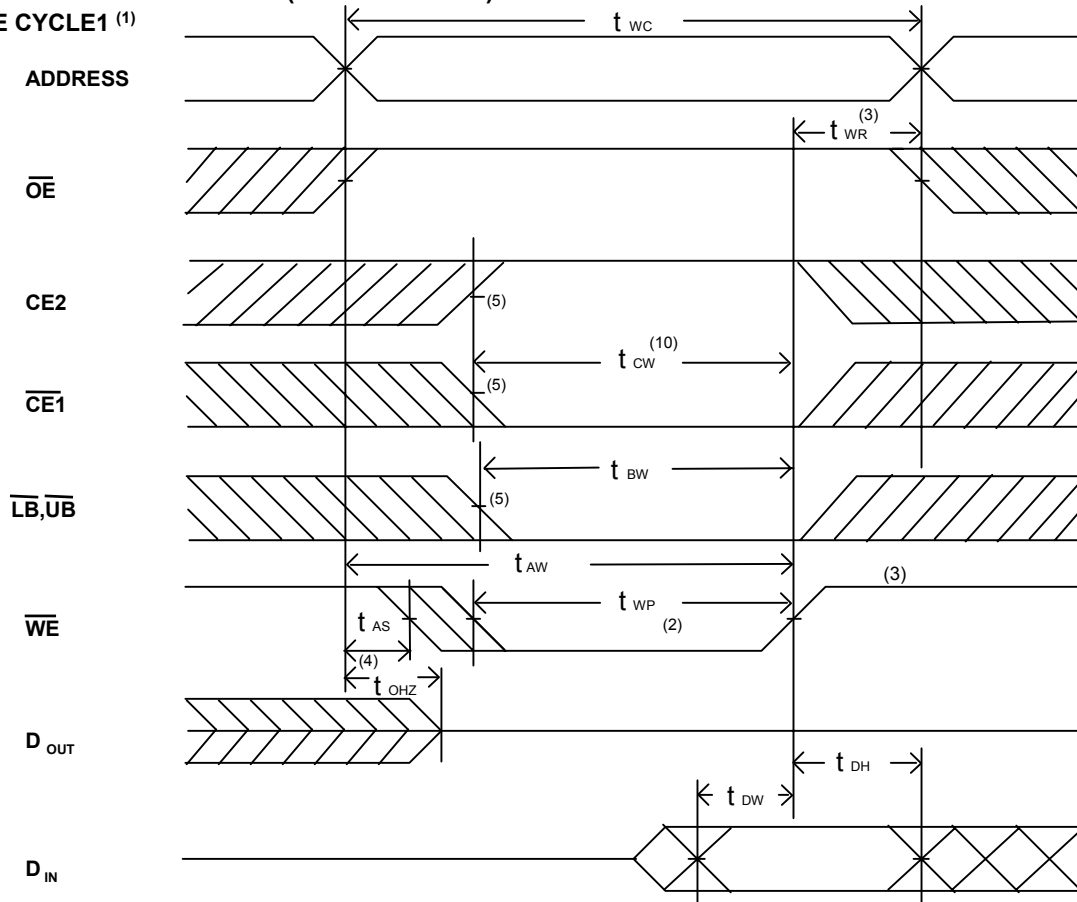 E CYCLE1 (1)
t WC
ADDRESS
t WR (3)
OE
CE2
(5)
t CW (10)
CE1
(5)
t BW
LB,UB
(5)
t AW
(3)
WE
t WP
(2)
t AS
(4)
t OHZ
D OUT
t DH
t DW
D IN